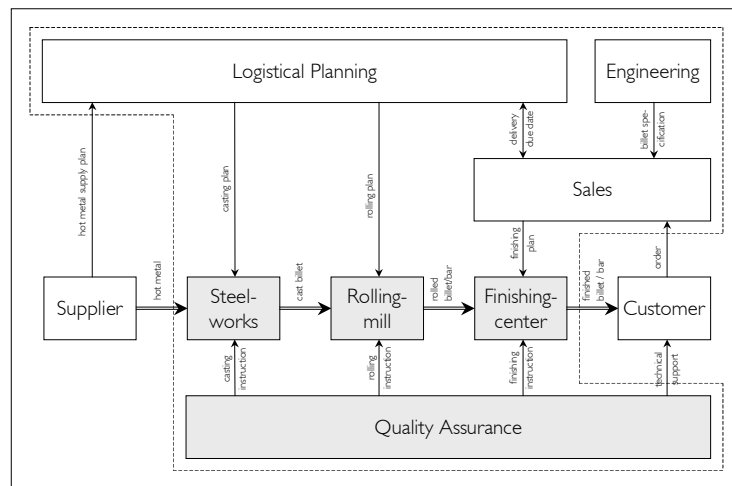 Logistical Planning
Engineering
hot metal supply plan
casting plan
rolling plan
delivery
due date
billet spe-
cification
Sales
finishing
plan
order
Supplier
hot metal
Steel-
works
cast billet
Rolling-
mill
rolled
billet/bar
Finishing-
center
finished
billet / bar
Customer
casting
instruction
rolling
instruction
finishing
instruction
technical
support
Quality Assurance